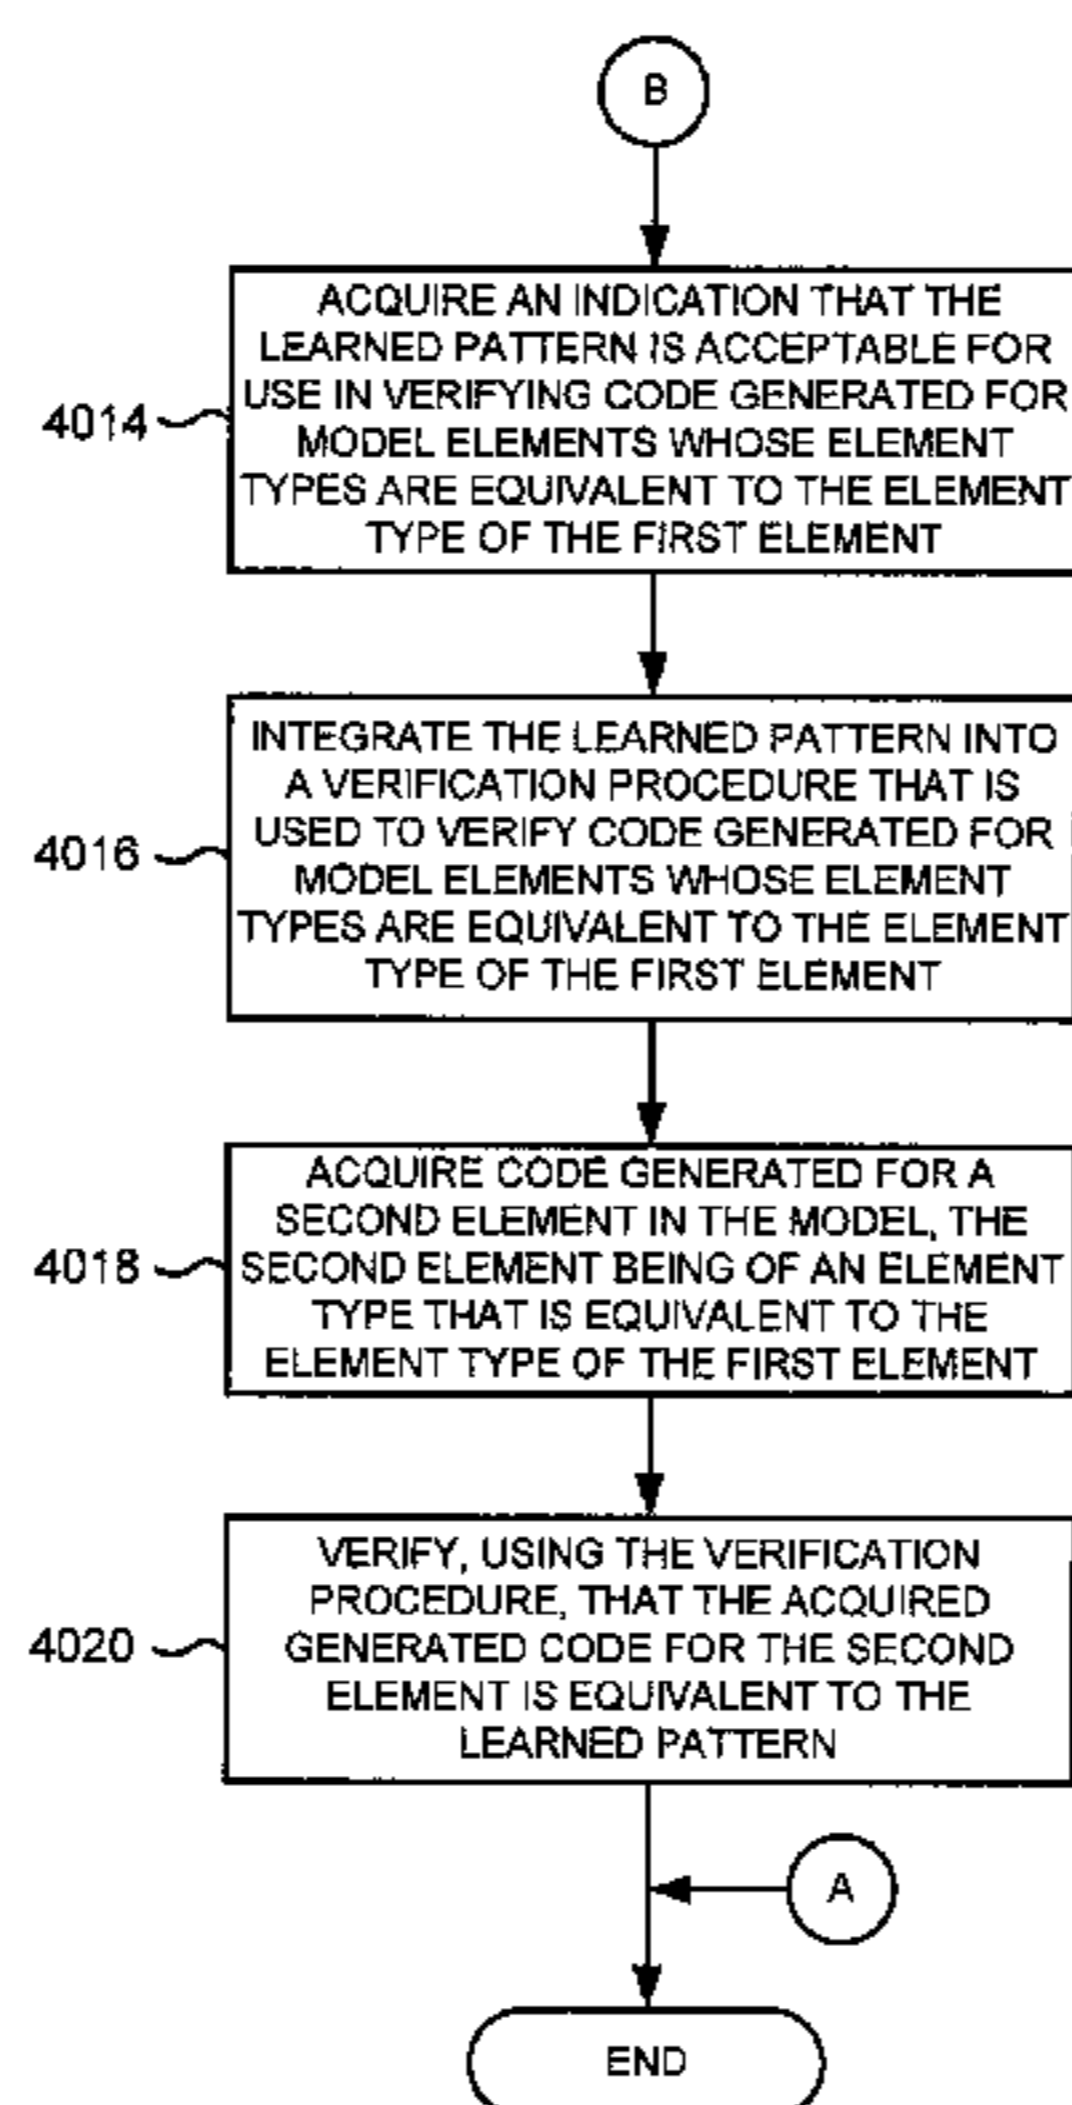 B
ACQUIRE AN INDICATION THAT THE
LEARNED PATTERN IS ACCEPTABLE FOR
USE IN VERIFYING CODE GENERATED FOR
MODEL ELEMENTS WHOSE ELEMENT
TYPES ARE EQUIVALENT TO THE ELEMENT
TYPE OF THE FIRST ELEMENT
4014
INTEGRATE THE LEARNED PATTERN INTO
A VERIFICATION PROCEDURE THAT IS
USED TO VERIFY CODE GENERATED FOR
MODEL ELEMENTS WHOSE ELEMENT
TYPES ARE EQUIVALENT TO THE ELEMENT
TYPE OF THE FIRST ELEMENT
4016
ACQUIRE CODE GENERATED FOR A
SECOND ELEMENT IN THE MODEL, THE
SECOND ELEMENT BEING OF AN ELEMENT
TYPE THAT IS EQUIVALENT TO THE
ELEMENT TYPE OF THE FIRST ELEMENT
4018
VERIFY, USING THE VERIFICATION
PROCEDURE, THAT THE ACQUIRED
GENERATED CODE FOR THE SECOND
ELEMENT IS EQUIVALENT TO THE
LEARNED PATTERN
4020
A
END